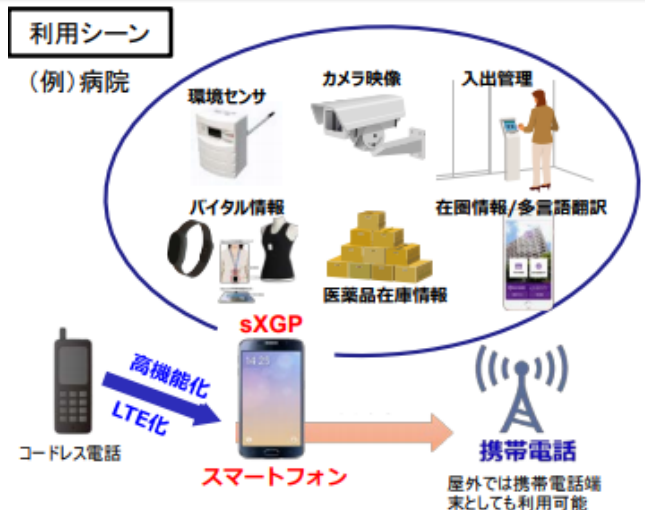 利用シーン
（例）病院
環境センサ
カメラ映像
入出管理
バイタル情報
医薬品在庫情報
在圏情報/多言語翻訳
sXGP
高機能化
LTE化
コードレス電話
スマートフォン
携帯電話
屋外では携帯電話端
末としても利用可能